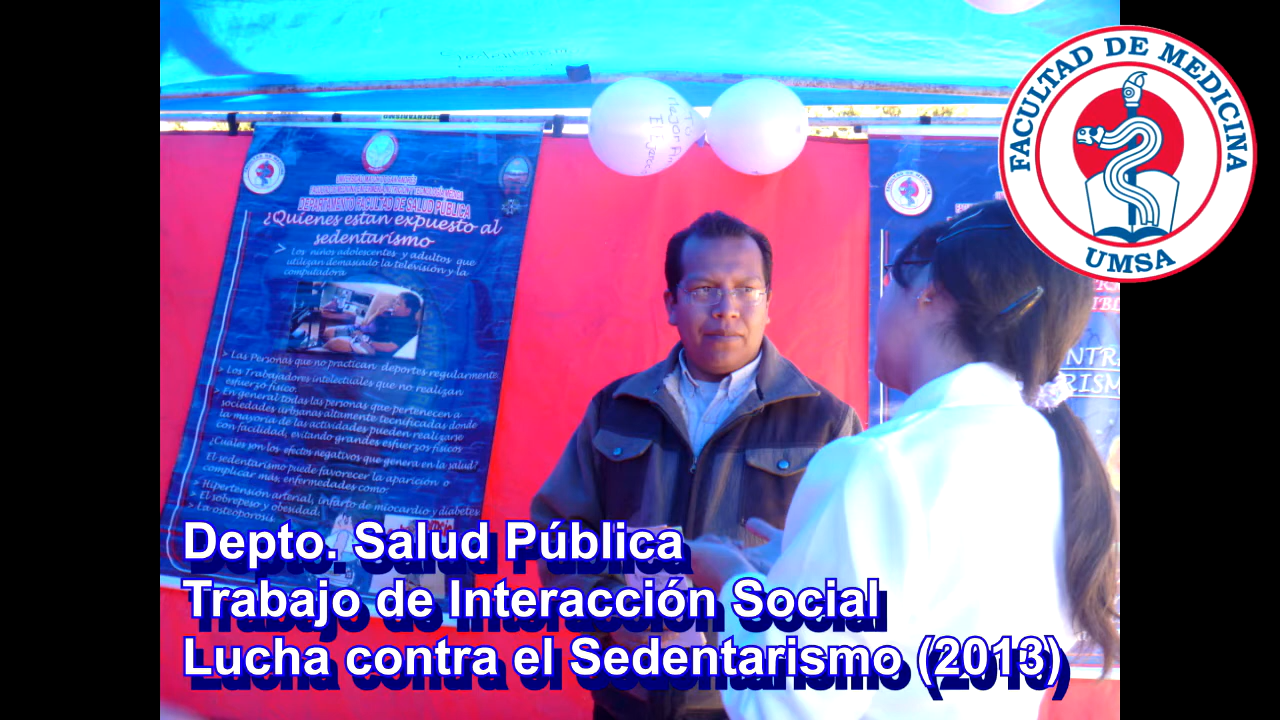 FACULTAD DE MEDICINA
UMSA
SEDENTARISMO
DEPARTAMENTO FACULTAD DE SALUD PÚBLICA
¿Quienes estan expuesto al
sedentarismo
> Los niños adolescentes y adultos que
utilizan demasiado la televisión y la
computadora
> Las Personas que no practican deportes regularmente
> Los Trabajadores intelectuales que no realizan
esfuerzo físico.
> En general todas las personas que pertenecen a
sociedades urbanas altamente tecnificadas donde
la mayoria de las actividades pueden realizarse
con facilidad, evitando grandes esfuerzos físicos
¿Cuáles son los efectos negativos que genera en la salud?
El sedentarismo puede favorecer la aparición o
complicar más, enfermedades como:
> Hipertensión arterial, infarto de miocardio y diabetes
> El sobrepeso y obesidad
> La osteoporosis
Depto. Salud Pública
Trabajo de Interacción Social
Lucha contra el Sedentarismo (2013)